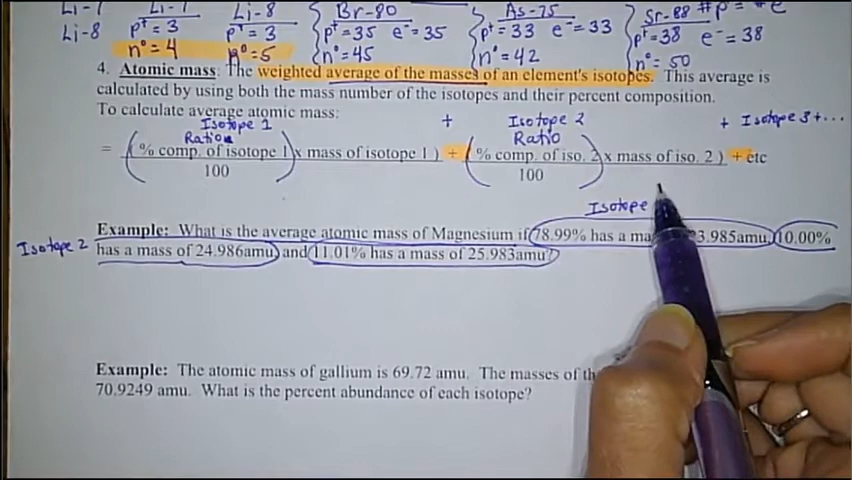 Li-8
p⁺ = 3
p⁺ = 3
n° = 4
n° = 5
Li-8
Br-80
p⁺=35 e⁻=35
n°=45
As-75
p⁺=33 e⁻=33
n° = 42
Sr-88 #p⁺ = #e
p⁺=38 e⁻=38
n°=50
4. Atomic mass: The weighted average of the masses of an element's isotopes. This average is
calculated by using both the mass number of the isotopes and their percent composition.
To calculate average atomic mass:
Isotope 1 + Isotope 2 + Isotope 3+...
Ratio Ratio
= ( % comp. of isotope 1 x mass of isotope 1 ) + ( % comp. of iso. 2 x mass of iso. 2 ) + etc
100 100
Isotope
Example: What is the average atomic mass of Magnesium if 78.99% has a ma 3.985amu, 10.00%
Isotope 2 has a mass of 24.986amu and 11.01% has a mass of 25.983amu?
Example: The atomic mass of gallium is 69.72 amu. The masses of th
70.9249 amu. What is the percent abundance of each isotope?